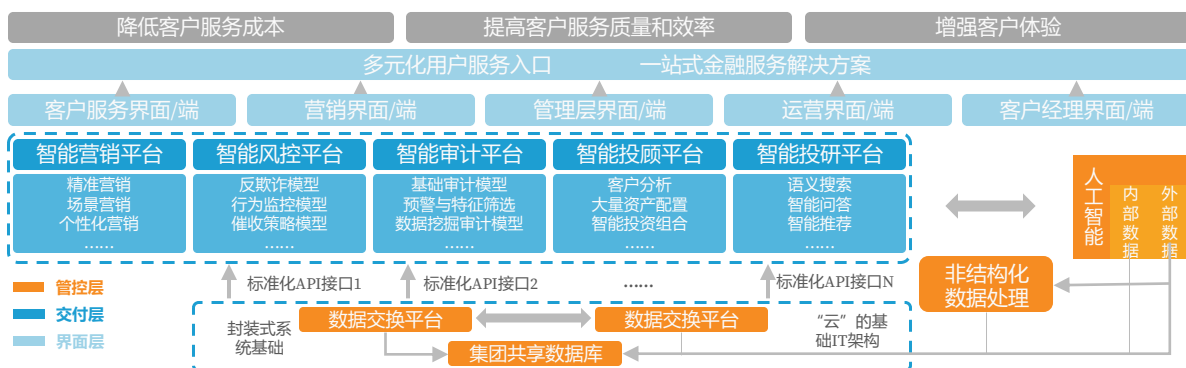 降低客户服务成本
提高客户服务质量和效率
增强客户体验
多元化用户服务入口 一站式金融服务解决方案
客户服务界面/端
营销界面/端
管理层界面/端
运营界面/端
客户经理界面/端
智能营销平台
精准营销
场景营销
个性化营销
……
智能风控平台
反欺诈模型
行为监控模型
催收策略模型
……
智能审计平台
基础审计模型
预警与特征筛选
数据挖掘审计模型
……
智能投顾平台
客户分析
大量资产配置
智能投资组合
……
智能投研平台
语义搜索
智能问答
智能推荐
……
人工智能
内部数据
外部数据
标准化API接口1
标准化API接口2
……
标准化API接口N
非结构化
数据处理
管控层
交付层
界面层
封装式系
统基础
数据交换平台
数据交换平台
“云”的基
础IT架构
集团共享数据库